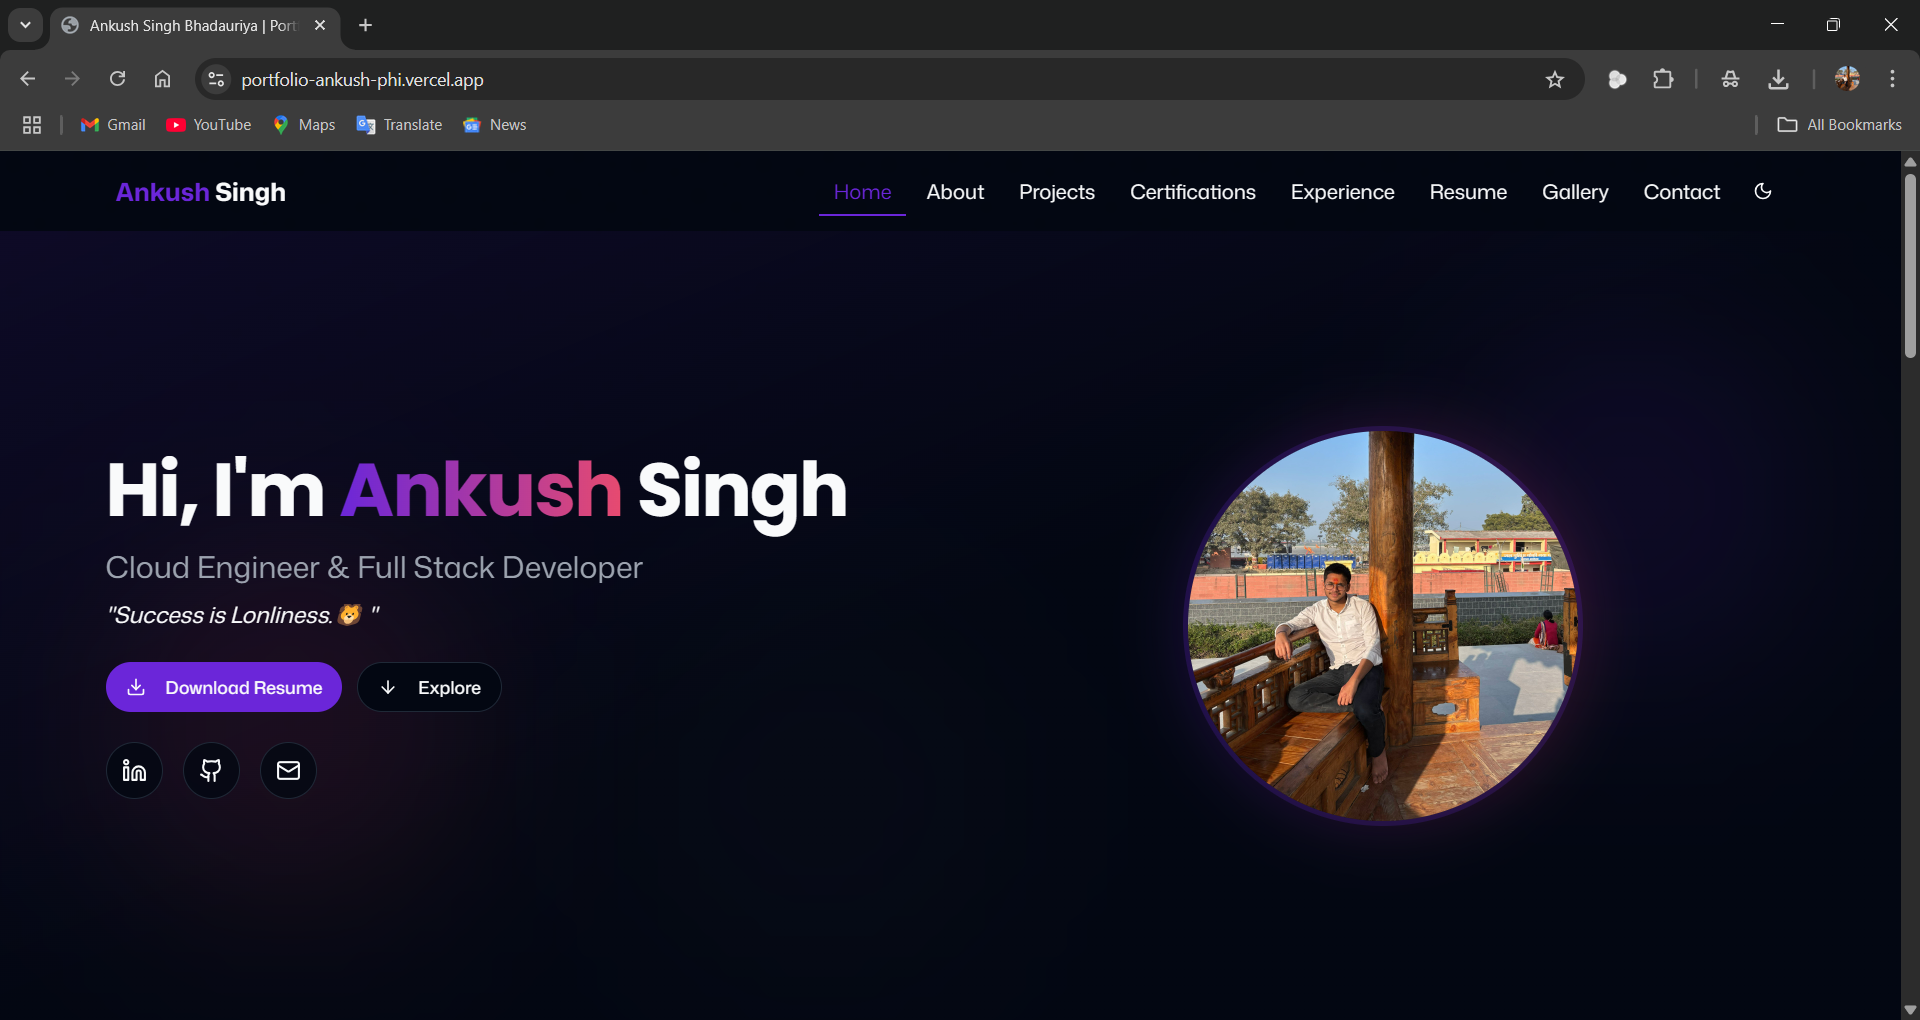 Ankush Singh Bhadauriya | Port
portfolio-ankush-phi.vercel.app
Gmail YouTube Maps Translate News All Bookmarks
Ankush Singh Home About Projects Certifications Experience Resume Gallery Contact
Hi, I'm Ankush Singh
Cloud Engineer & Full Stack Developer
"Success is Lonliness.🦁 "
Download Resume Explore